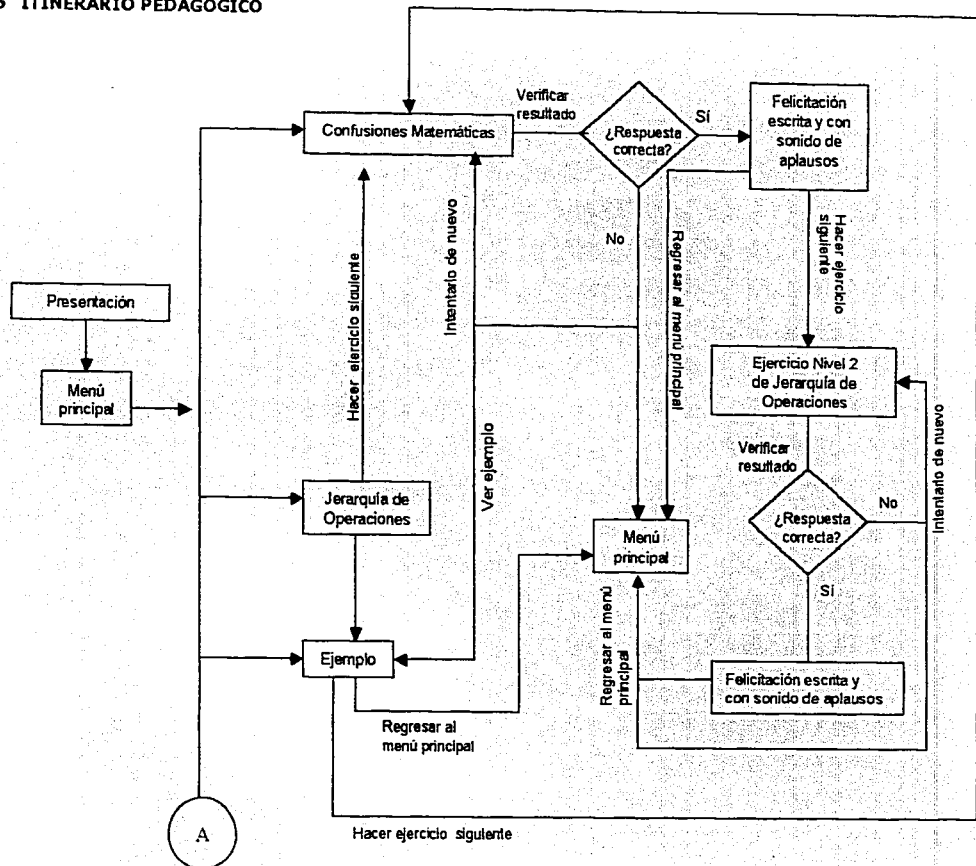 ITINERARIO PEDAGOGICO
Confusiones Matemáticas
Verificar
resultado
¿Respuesta
correcta?
Sí
Felicitación
escrita y con
sonido de
aplausos
No
Intentarlo de nuevo
Hacer ejercicio siguiente
Regresar al menú principal
Hacer ejercicio
siguiente
Presentación
Menú
principal
Ejercicio Nivel 2
de Jerarquía de
Operaciones
Intentarlo de nuevo
Verificar
resultado
Ver ejemplo
Jerarquía de
Operaciones
¿Respuesta
correcta?
No
Menú
principal
Sí
Regresar al menú
principal
Ejemplo
Felicitación escrita y
con sonido de aplausos
Regresar al
menú principal
A
Hacer ejercicio siguiente